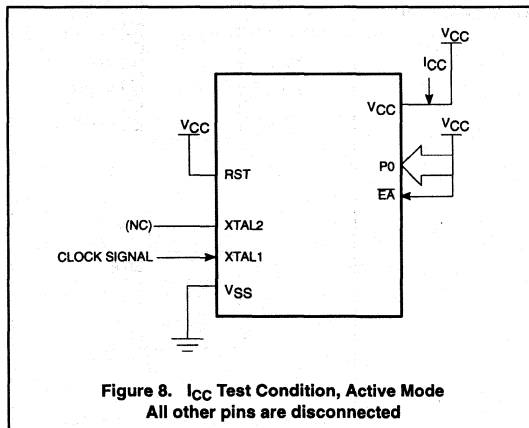 VCC
ICC
VCC
VCC
VCC
RST
P0
EA
(NC)
XTAL2
CLOCK SIGNAL
XTAL1
VSS
Figure 8. ICC Test Condition, Active Mode
All other pins are disconnected